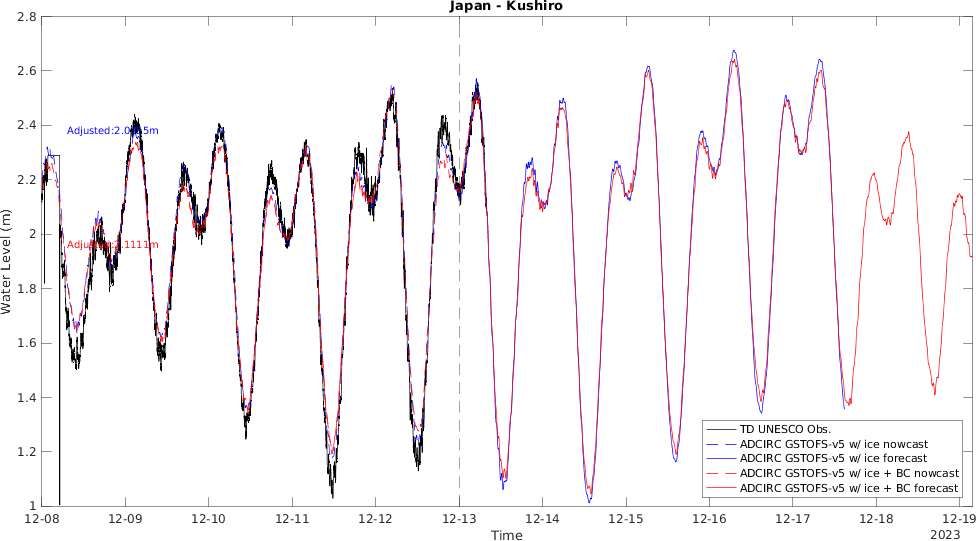 Japan - Kushiro
Water Level (m)
2.8
2.6
2.4
2.2
2
1.8
1.6
1.4
1.2
1
Adjusted:
TD UNESCO Obs.
ADCIRC GSTOFS-v5 w/ ice nowcast
ADCIRC GSTOFS-v5 w/ ice forecast
ADCIRC GSTOFS-v5 w/ ice + BC nowcast
ADCIRC GSTOFS-v5 w/ ice + BC forecast
12-08 12-09 12-10 12-11 12-12 12-13 12-14 12-15 12-16 12-17 12-18 12-19
Time
2023